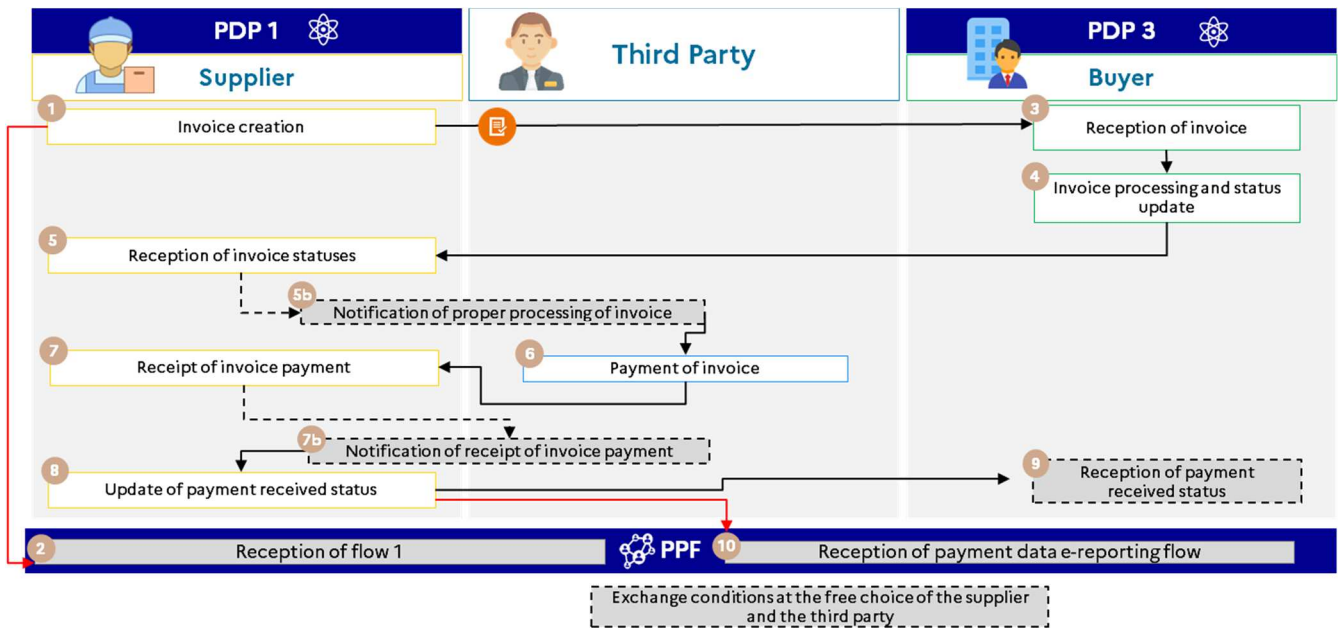 PDP 1
Third Party
PDP 3
Supplier
Buyer
1
Invoice creation
3
Reception of invoice
4
Invoice processing and status
update
5
Reception of invoice statuses
5b
Notification of proper processing of invoice
7
Receipt of invoice payment
6
Payment of invoice
7b
Notification of receipt of invoice payment
8
Update of payment received status
9
Reception of payment
received status
2
Reception of flow 1
PPF
10
Reception of payment data e-reporting flow
Exchange conditions at the free choice of the supplier
and the third party